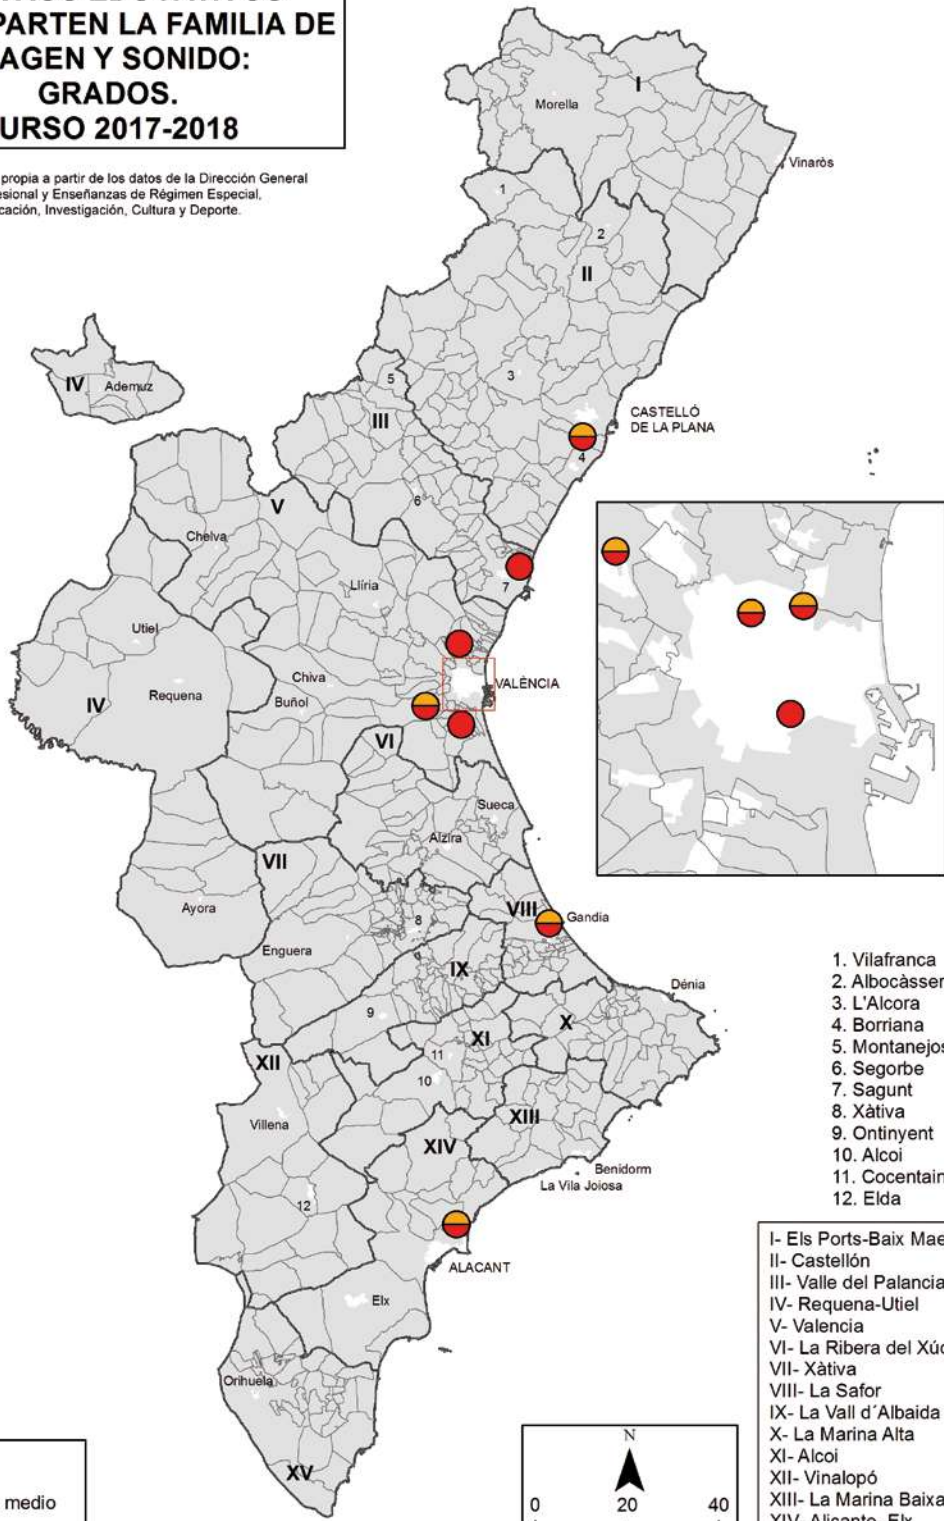 PARTEN LA FAMILIA DE
AGEN Y SONIDO:
GRADOS.
URSO 2017-2018
propia a partir de los datos de la Dirección General
esional y Enseñanzas de Régimen Especial,
cación, Investigación, Cultura y Deporte.
I
Morella
Vinaròs
1
2
II
IV
Ademuz
5
3
III
CASTELLÓ
DE LA PLANA
4
V
6
Chelva
Llíria
7
Utiel
Chiva
VALÈNCIA
IV
Requena
Buñol
VI
Sueca
Alzira
VII
Ayora
8
VIII
Gandia
Enguera
IX
Dénia
9
X
XI
11
XII
10
Villena
XIII
XIV
Benidorm
La Vila Joiosa
12
ALACANT
Elx
Orihuela
XV
1. Vilafranca
2. Albocàsser
3. L'Alcora
4. Borriana
5. Montanejos
6. Segorbe
7. Sagunt
8. Xàtiva
9. Ontinyent
10. Alcoi
11. Cocentain
12. Elda
I- Els Ports-Baix Mae
II- Castellón
III- Valle del Palancia
IV- Requena-Utiel
V- Valencia
VI- La Ribera del Xúc
VII- Xàtiva
VIII- La Safor
IX- La Vall d´Albaida
X- La Marina Alta
XI- Alcoi
XII- Vinalopó
XIII- La Marina Baixa
XIV- Alicante- Elx
medio
N
0 20 40